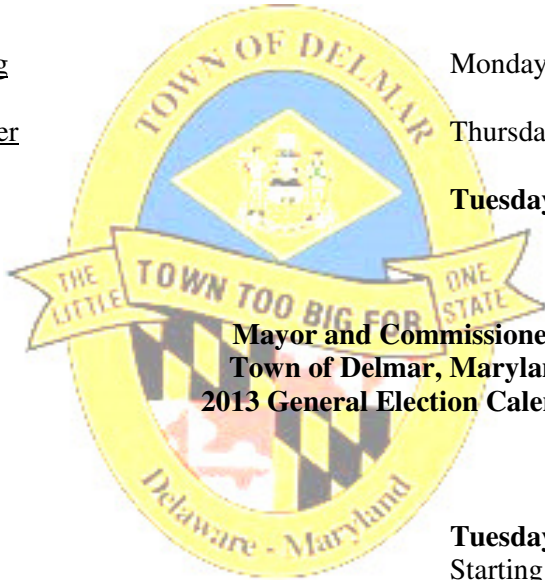 TOWN OF DELMAR
g
Monday
er
Thursda
Tuesday
THE LITTLE
TOWN TOO BIG FOR
ONE STATE
Mayor and Commissione
Town of Delmar, Marylan
2013 General Election Cale
Delaware - Maryland
Tuesday
Starting